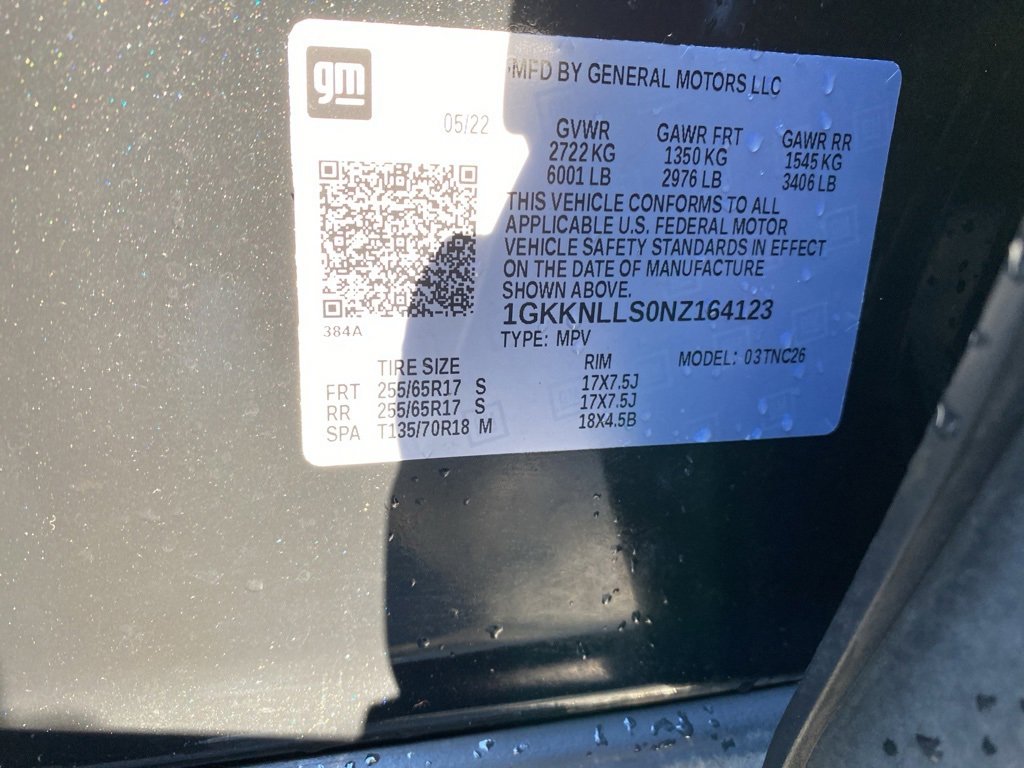 gm
MFD BY GENERAL MOTORS LLC
05/22
GVWR GAWR FRT GAWR RR
2722 KG 1350 KG 1545 KG
6001 LB 2976 LB 3406 LB
THIS VEHICLE CONFORMS TO ALL
APPLICABLE U.S. FEDERAL MOTOR
VEHICLE SAFETY STANDARDS IN EFFECT
ON THE DATE OF MANUFACTURE
SHOWN ABOVE.
1GKKNLLS0NZ164123
384A
TYPE: MPV
MODEL: 03TNC26
TIRE SIZE RIM
FRT 255/65R17 S 17X7.5J
RR 255/65R17 S 17X7.5J
SPA T135/70R18 M 18X4.5B